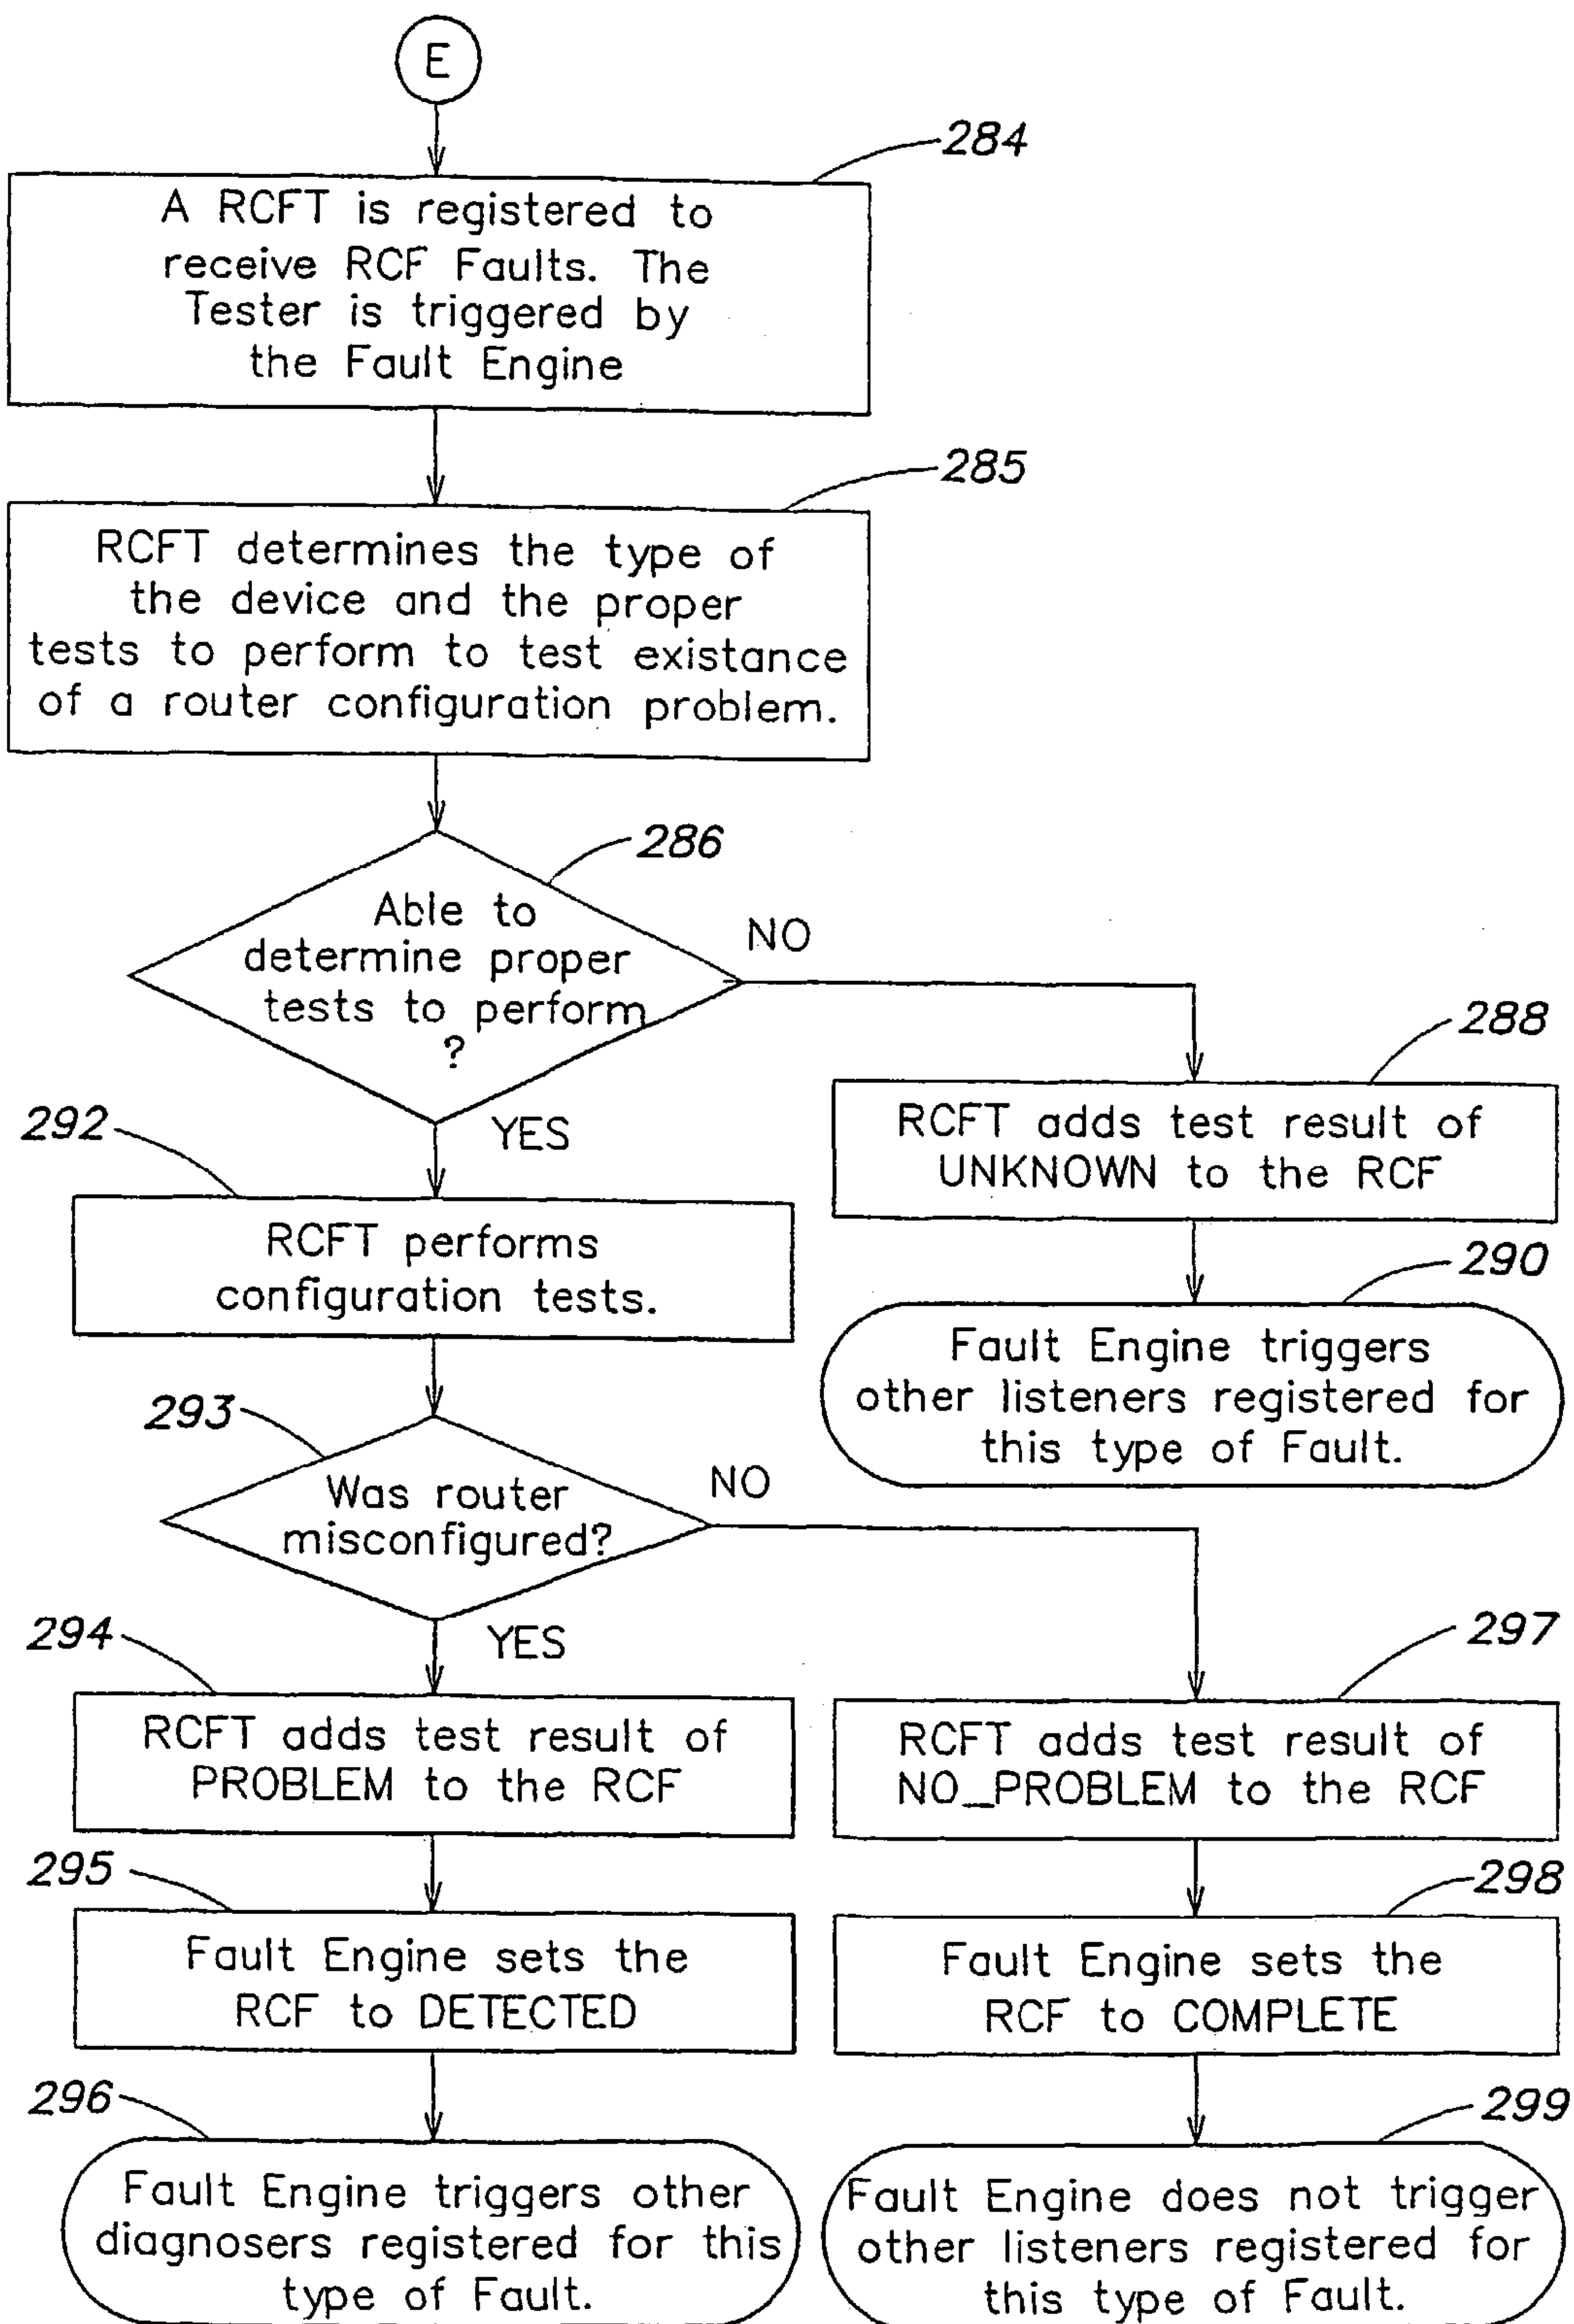 E
284
A RCFT is registered to
receive RCF Faults. The
Tester is triggered by
the Fault Engine
285
RCFT determines the type of
the device and the proper
tests to perform to test existance
of a router configuration problem.
286
Able to
determine proper
tests to perform
?
NO
YES
288
RCFT adds test result of
UNKNOWN to the RCF
290
Fault Engine triggers
other listeners registered for
this type of Fault.
292
RCFT performs
configuration tests.
293
Was router
misconfigured?
NO
YES
294
RCFT adds test result of
PROBLEM to the RCF
295
Fault Engine sets the
RCF to DETECTED
296
Fault Engine triggers other
diagnosers registered for this
type of Fault.
297
RCFT adds test result of
NO_PROBLEM to the RCF
298
Fault Engine sets the
RCF to COMPLETE
299
Fault Engine does not trigger
other listeners registered for
this type of Fault.